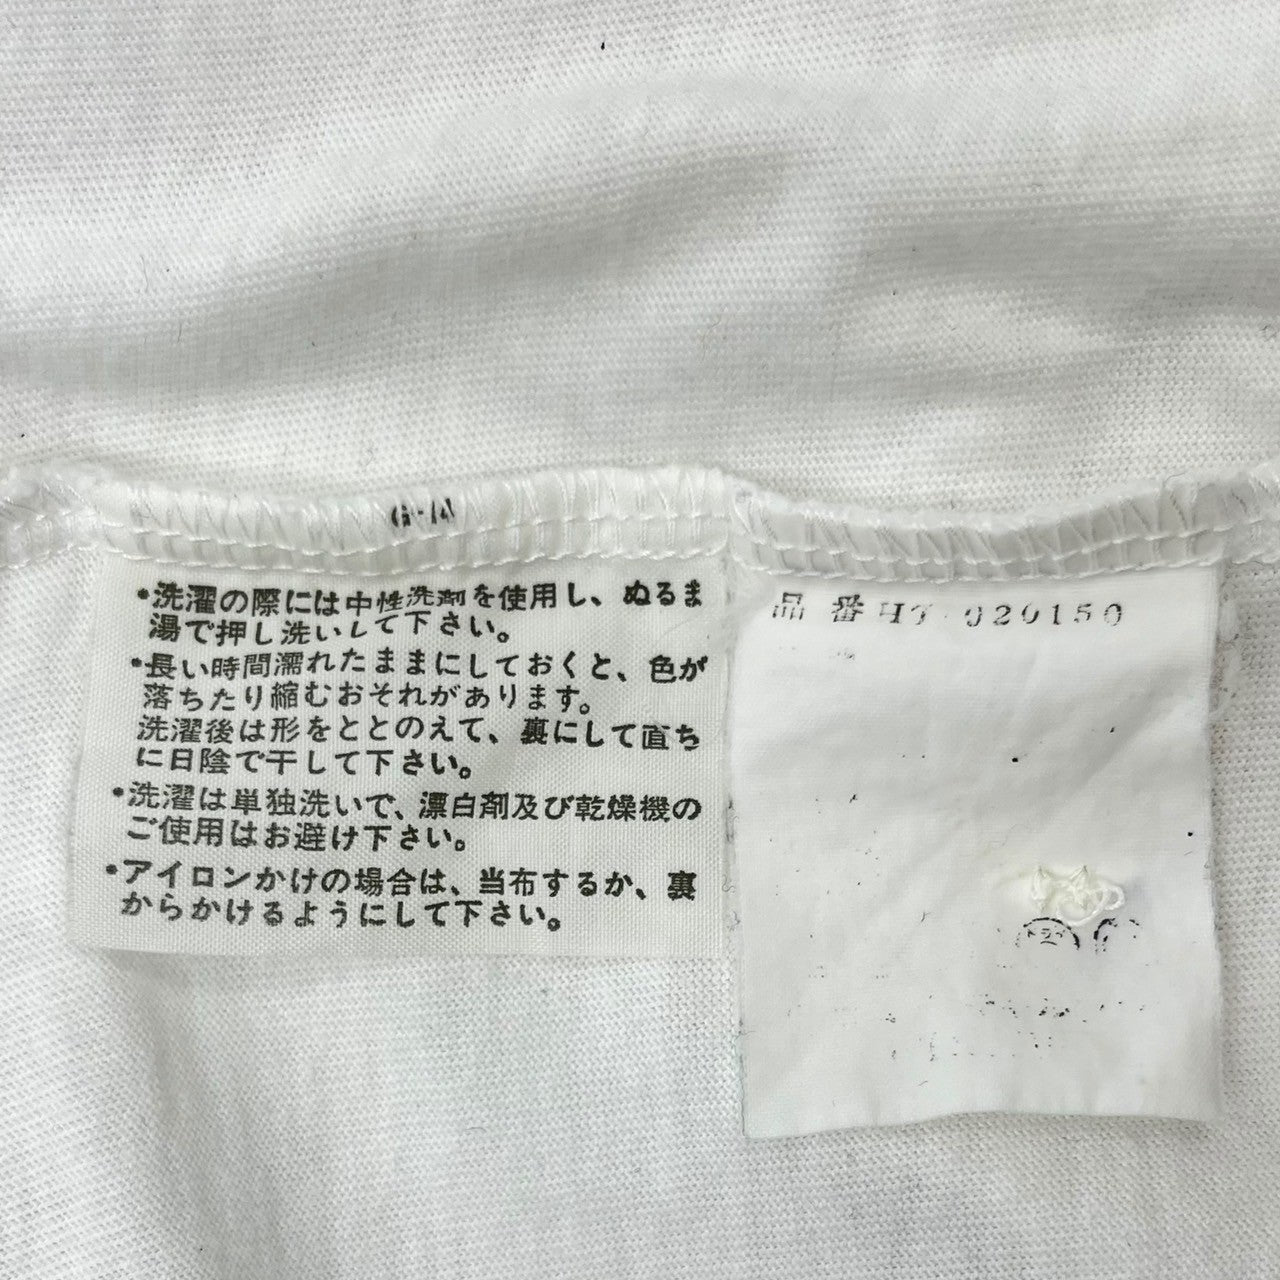 •洗濯の際には中性洗剤を使用し、ぬるま
湯で押し洗いして下さい。
•長い時間濡れたままにしておくと、色が
落ちたり縮むおそれがあります。
洗濯後は形をととのえて、裏にして直ち
に日陰で干して下さい。
•洗濯は単独洗いで、漂白剤及び乾燥機の
ご使用はお避け下さい。
•アイロンかけの場合は、当布するか、裏
からかけるようにして下さい。
品番 020150